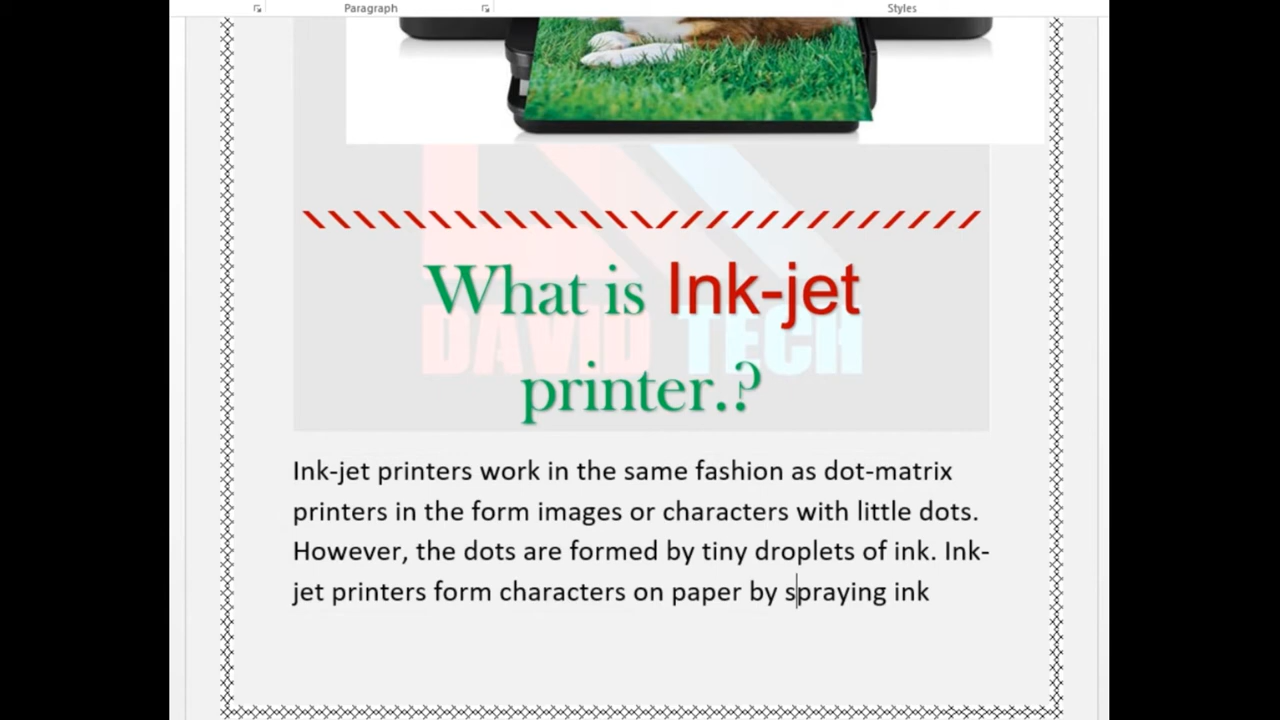 Paragraph
Styles
What is Ink-jet
DAVID TECH
printer.?
Ink-jet printers work in the same fashion as dot-matrix
printers in the form images or characters with little dots.
However, the dots are formed by tiny droplets of ink. Ink-
jet printers form characters on paper by spraying ink